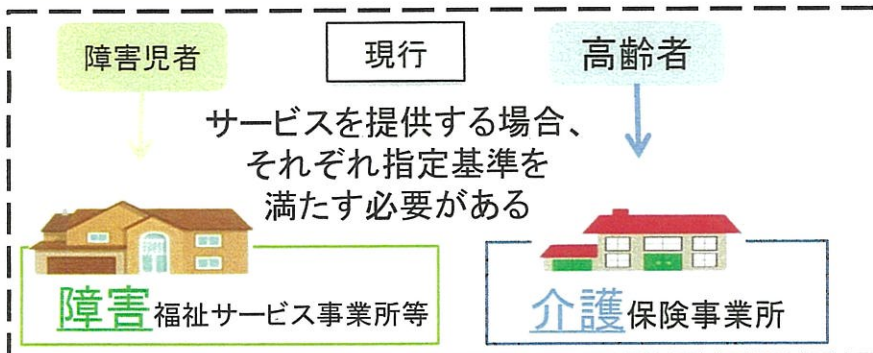 障害児者
現行
高齢者
サービスを提供する場合、
それぞれ指定基準を
満たす必要がある
障害福祉サービス事業所等
介護保険事業所